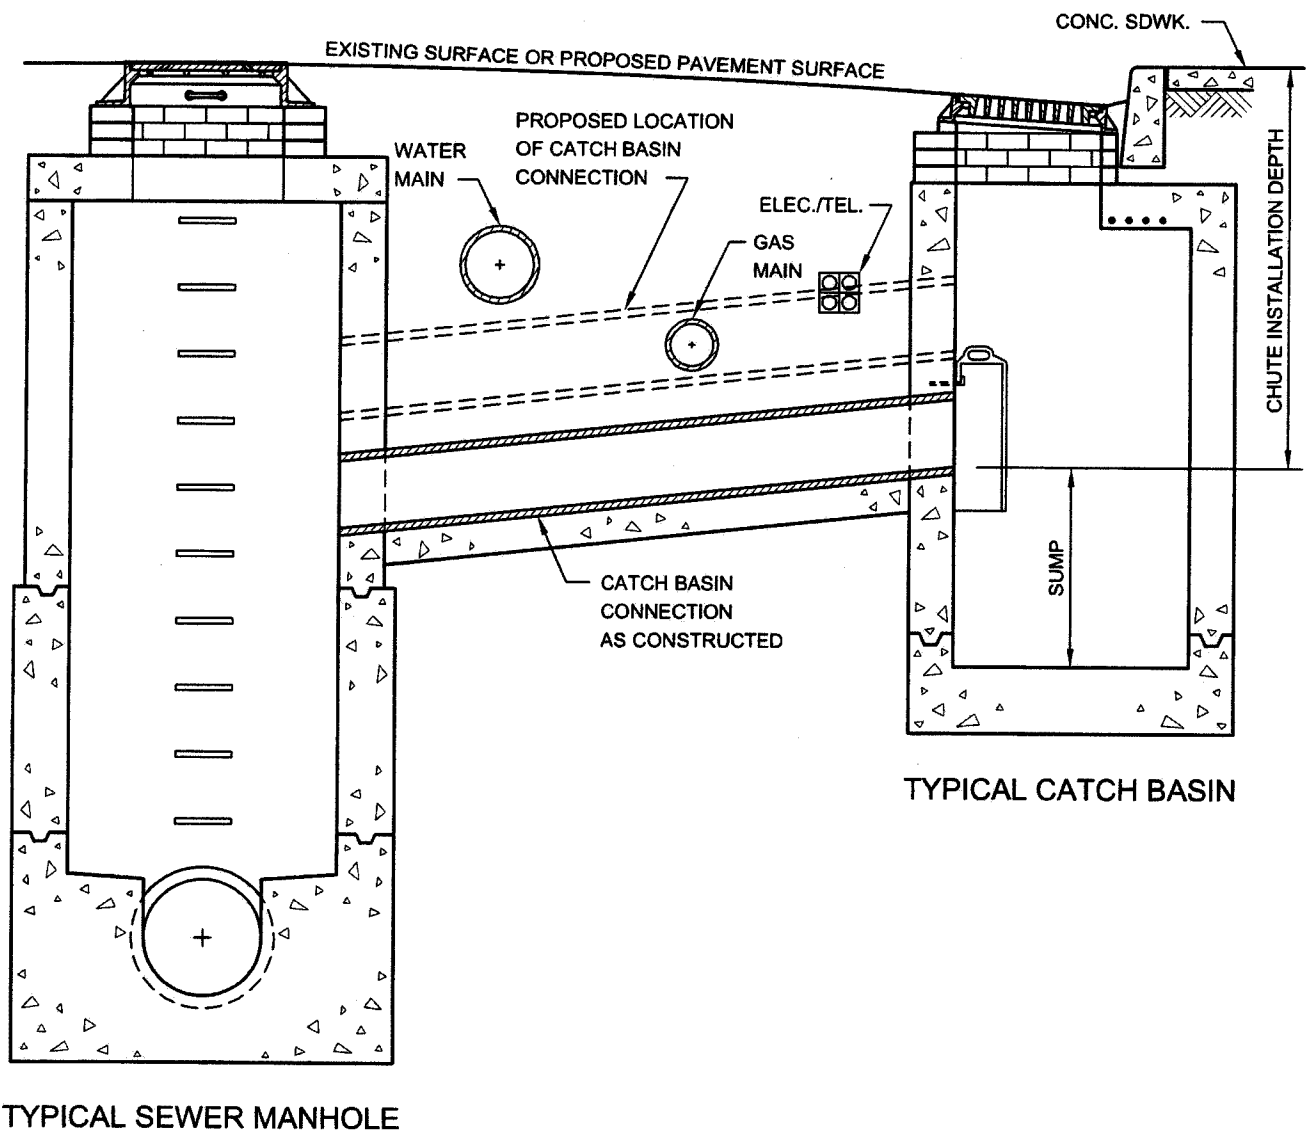 CONC. SDWK.
EXISTING SURFACE OR PROPOSED PAVEMENT SURFACE
PROPOSED LOCATION
OF CATCH BASIN
CONNECTION
WATER
MAIN
ELEC./TEL.
GAS
MAIN
CHUTE INSTALLATION DEPTH
SUMP
CATCH BASIN
CONNECTION
AS CONSTRUCTED
TYPICAL CATCH BASIN
TYPICAL SEWER MANHOLE